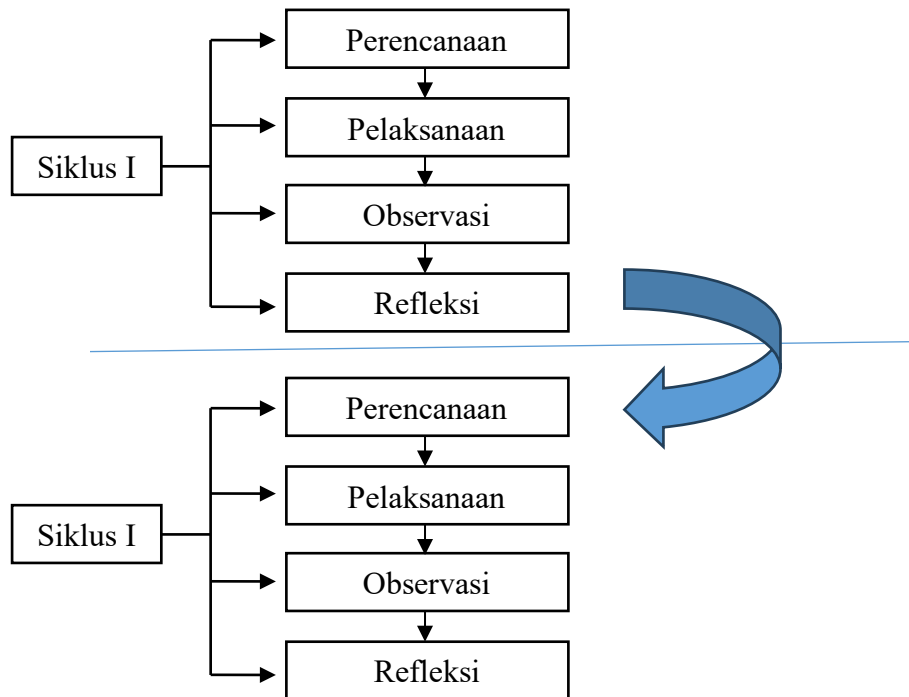 Perencanaan
Pelaksanaan
Siklus I
Observasi
Refleksi
Perencanaan
Pelaksanaan
Siklus I
Observasi
Refleksi